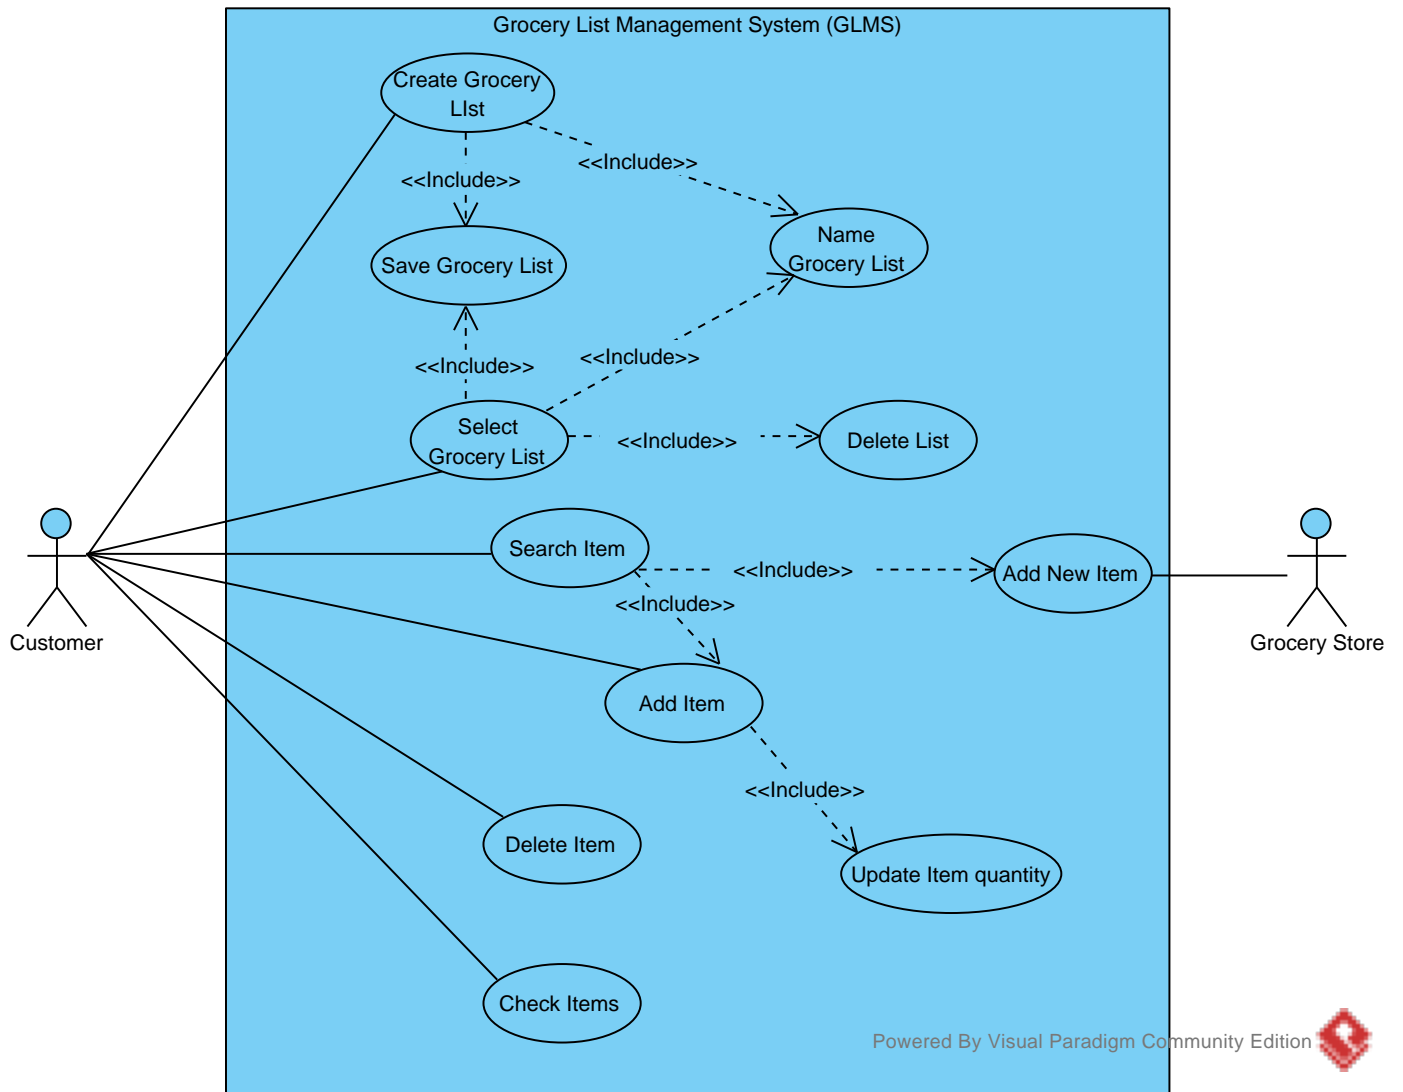 Grocery List Management System (GLMS)
Create Grocery
LIst
<<Include>>
<<Include>>
Name
Grocery List
Save Grocery List
<<Include>>
<<Include>>
Select
Grocery List
<<Include>>
Delete List
Search Item
<<Include>>
Add New Item
<<Include>>
Customer
Grocery Store
Add Item
<<Include>>
Delete Item
Update Item quantity
Check Items
Powered By Visual Paradigm Community Edition